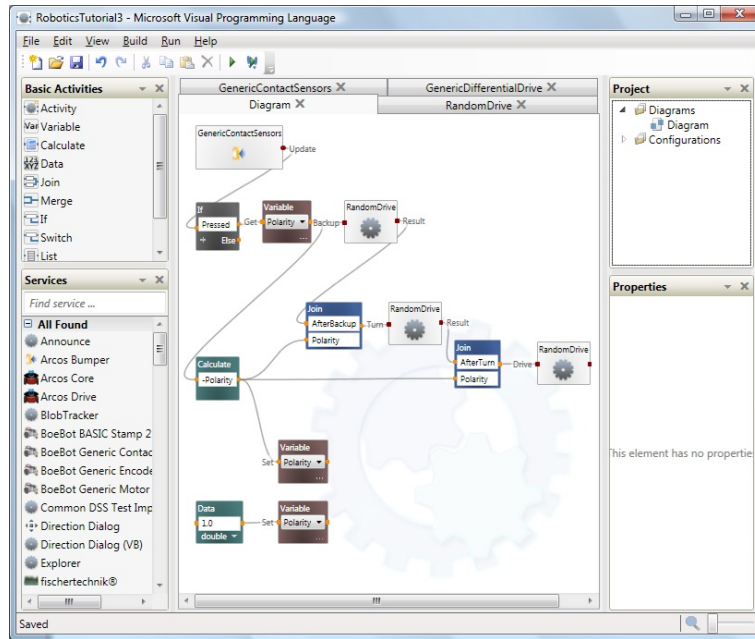 RoboticsTutorial3 - Microsoft Visual Programming Language
File Edit View Build Run Help
Basic Activities
Activity
Var Variable
Calculate
123 XYZ Data
Join
Merge
If
Switch
List
Services
Find service ...
All Found
Announce
Arcos Bumper
Arcos Core
Arcos Drive
BlobTracker
BoeBot BASIC Stamp 2
BoeBot Generic Contac
BoeBot Generic Encode
BoeBot Generic Motor
Common DSS Test Imp
Direction Dialog
Direction Dialog (VB)
Explorer
fischertechnik®
GenericContactSensors GenericDifferentialDrive
Diagram RandomDrive
GenericContactSensors
Update
If
Pressed
Else
Get
Variable
Polarity
...
Backup
RandomDrive
Result
Join
AfterBackup
Polarity
Turn
RandomDrive
Result
Join
AfterTurn
Polarity
Drive
RandomDrive
Calculate
-Polarity
Set
Variable
Polarity
...
Data
1.0
double
Set
Variable
Polarity
...
Project
Diagrams
Diagram
Configurations
Properties
This element has no propertie
Saved